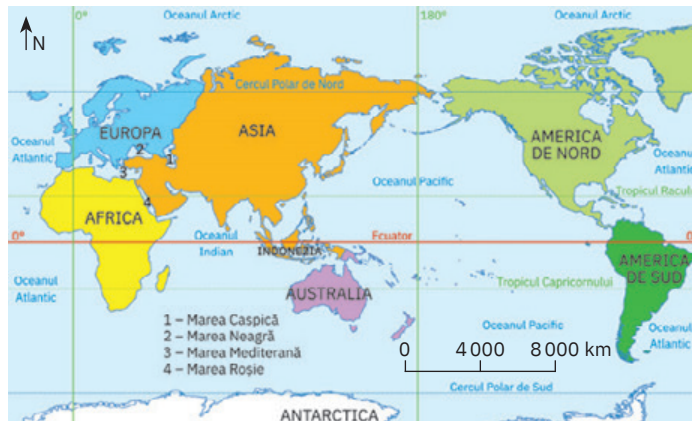 Oceanul Arctic
0°
180°
Oceanul Arctic
N
Cercul Polar de Nord
EUROPA
ASIA
AMERICA
DE NORD
Oceanul
Atlantic
Oceanul
Atlantic
2
1
3
4
Oceanul Pacific
Tropicul Racului
AFRICA
0°
Oceanul
Indian
Ecuator
0
INDONEZIA
AMERICA
DE SUD
Oceanul
Atlantic
AUSTRALIA
Tropicul Capricornului
1 – Marea Caspică
2 – Marea Neagră
3 – Marea Mediterană
4 – Marea Roșie
Oceanul Pacific
Oceanul
Atlantic
0 4 000 8 000 km
Cercul Polar de Sud
ANTARCTICA